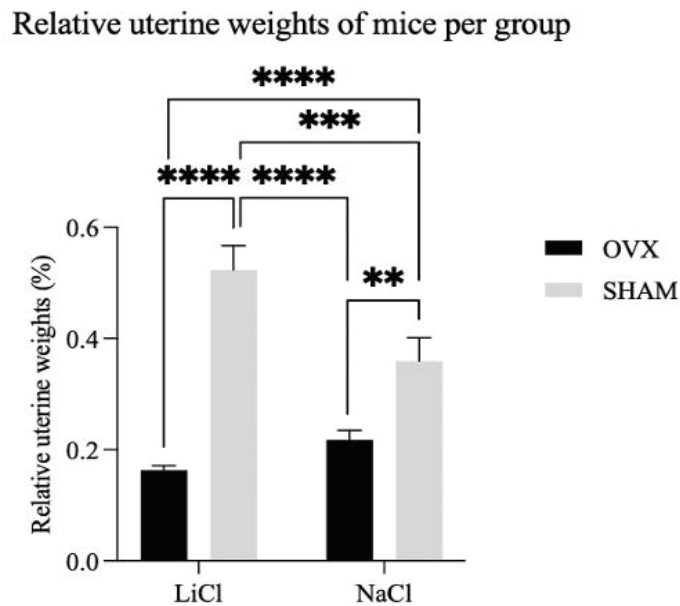 Relative uterine weights of mice per group
****
***
**** ****
0.6
OVX
**
SHAM
0.4
Relative uterine weights (%)
0.2
0.0
LiCl NaCl